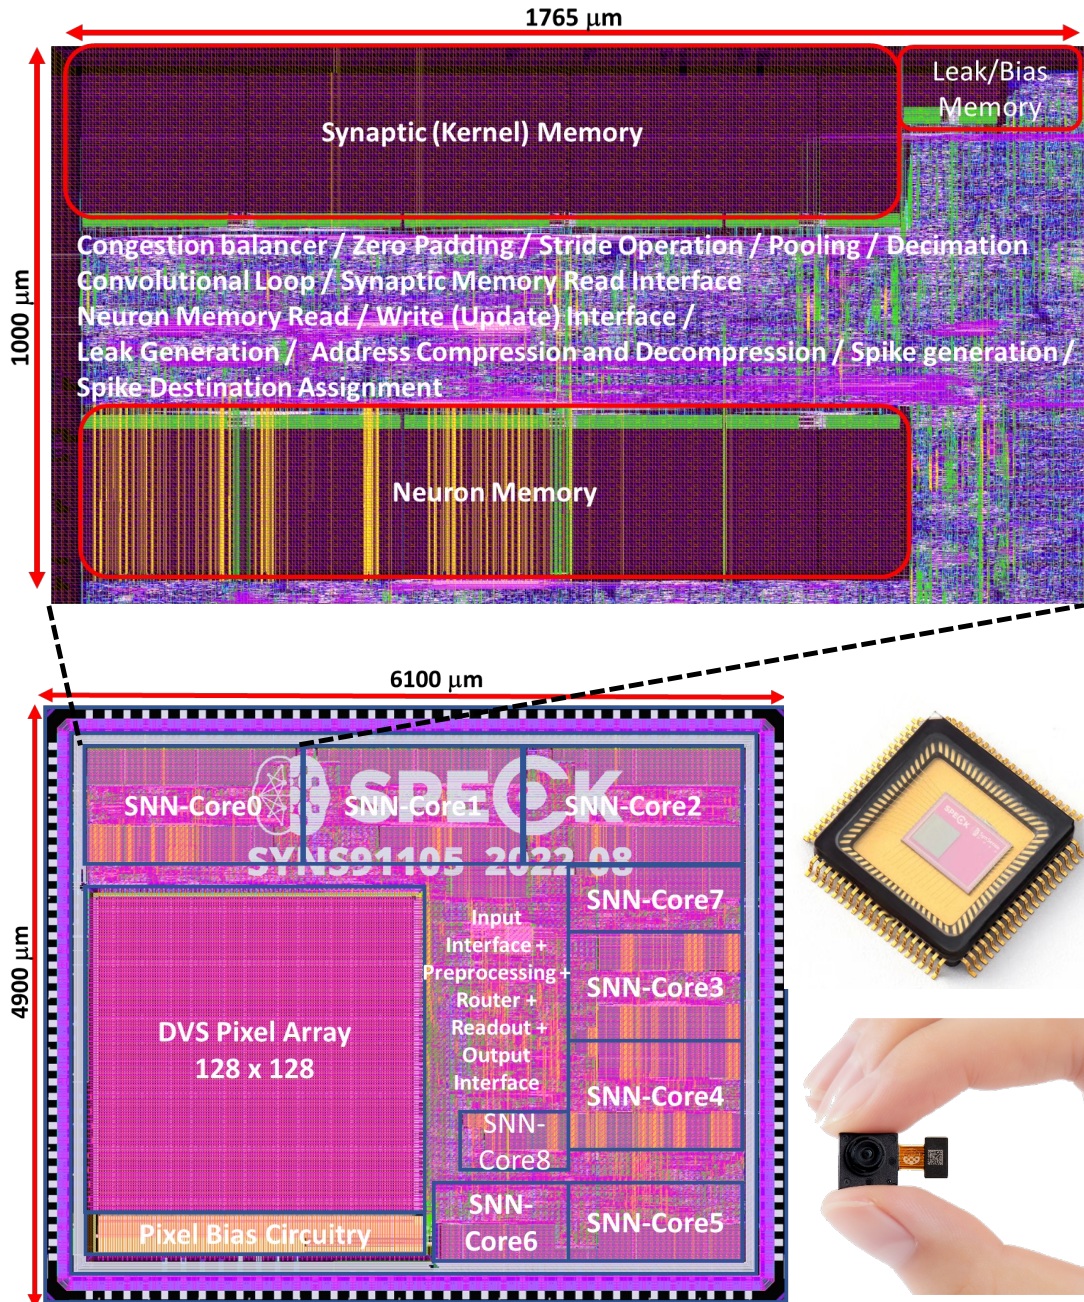 1765 μm
Leak/Bias
Memory
Synaptic (Kernel) Memory
1000 μm
Congestion balancer / Zero Padding / Stride Operation / Pooling / Decimation
Convolutional Loop / Synaptic Memory Read Interface
Neuron Memory Read / Write (Update) Interface /
Leak Generation / Address Compression and Decompression / Spike generation /
Spike Destination Assignment
Neuron Memory
6100 μm
4900 μm
SPECK
SNN-Core0
SNN-Core1
SNN-Core2
SYNS91105 2022 08
SNN-Core7
Input
Interface +
Preprocessing +
Router +
Readout +
Output
Interface
SNN-Core3
DVS Pixel Array
128 x 128
SNN-Core4
SNN-
Core8
SNN-
Core6
SNN-Core5
Pixel Bias Circuitry
SPECK